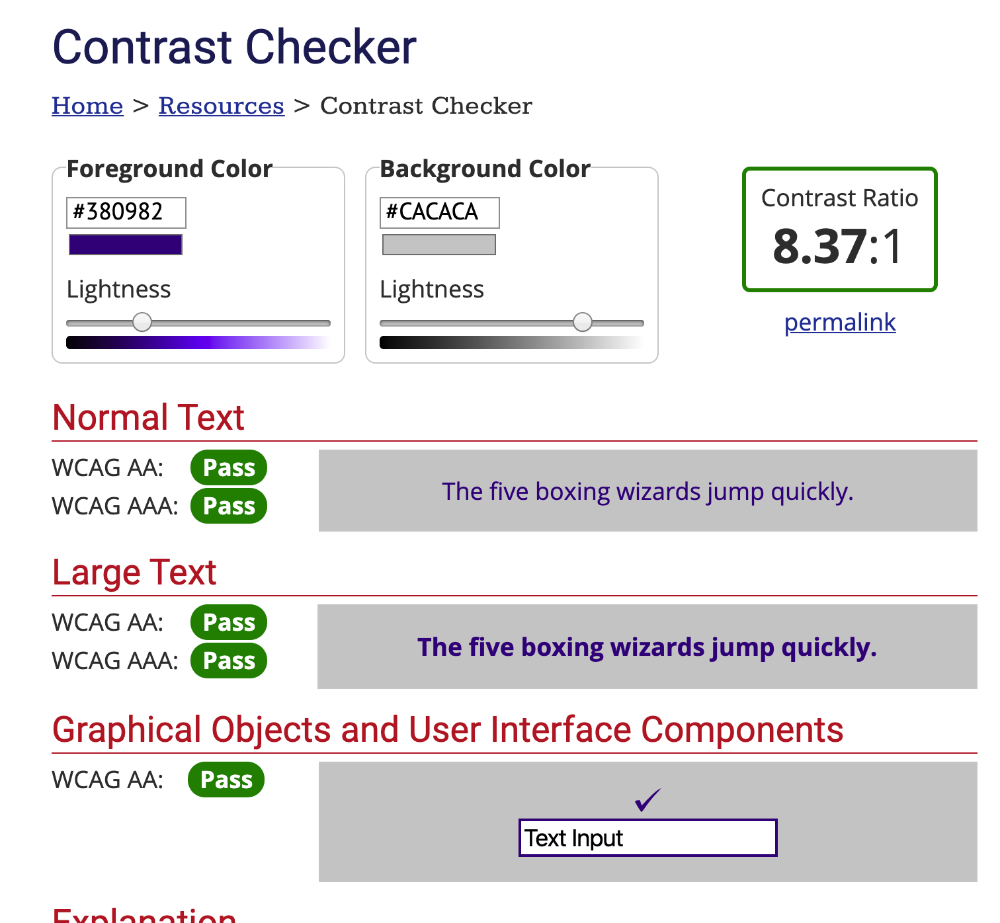 Contrast Checker
Home > Resources > Contrast Checker
Foreground Color
#380982
Lightness
Background Color
#CACACA
Lightness
Contrast Ratio
8.37:1
permalink
Normal Text
WCAG AA: Pass
WCAG AAA: Pass
The five boxing wizards jump quickly.
Large Text
WCAG AA: Pass
WCAG AAA: Pass
The five boxing wizards jump quickly.
Graphical Objects and User Interface Components
WCAG AA: Pass
✓
Text Input
Explanation